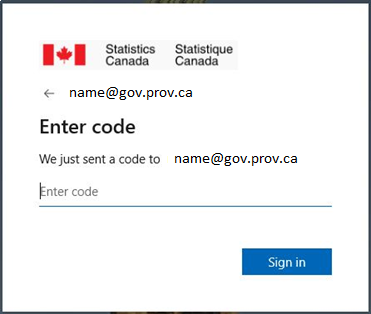 Statistics Statistique
Canada Canada
← name@gov.prov.ca
Enter code
We just sent a code to name@gov.prov.ca
Enter code
Sign in